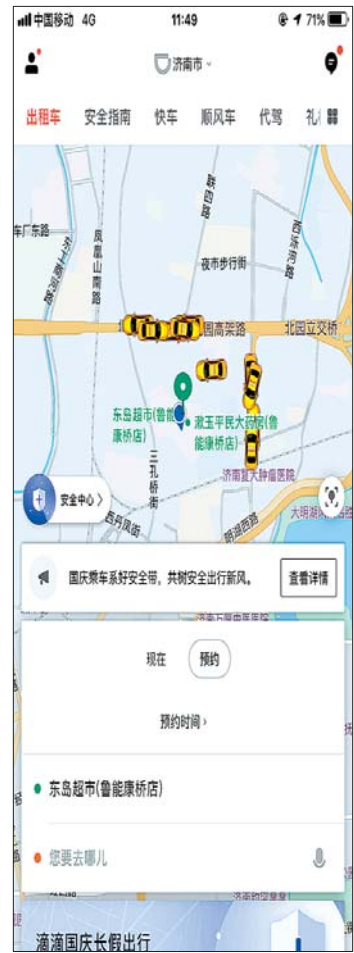 中国移动 4G 11:49 71%
济南市
出租车 安全指南 快车 顺风车 代驾
联四路
车厂东路
凤凰山南路
西泺河路
夜市步行街
园高架路 北园立交桥
东岛超市(鲁能康桥店)
漱玉平民大药房(鲁能康桥店)
三孔桥街
济南复大肿瘤医院
安全中心 >
西丹凤街
明湖西路
大明湖
国庆乘车系好安全带，共树安全出行新风。 查看详情
现在 预约
预约时间 >
东岛超市(鲁能康桥店)
您要去哪儿
滴滴国庆长假出行